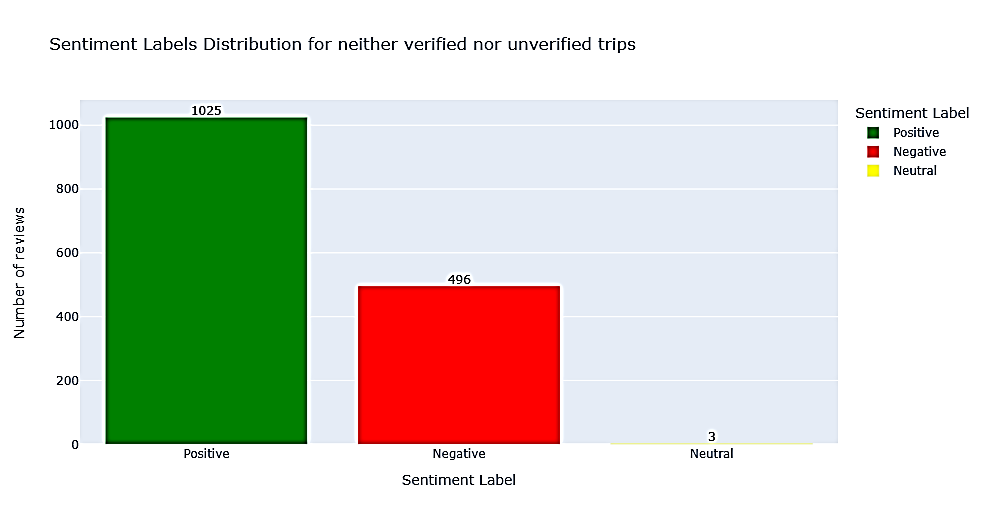 Sentiment Labels Distribution for neither verified nor unverified trips
Sentiment Label
Positive
Negative
Neutral
Number of reviews
1000
800
600
400
200
0
1025
496
3
Positive
Negative
Neutral
Sentiment Label